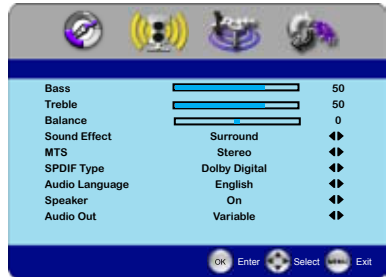 Bass 50
Treble 50
Balance 0
Sound Effect Surround
MTS Stereo
SPDIF Type Dolby Digital
Audio Language English
Speaker On
Audio Out Variable
OK Enter Select MENU Exit